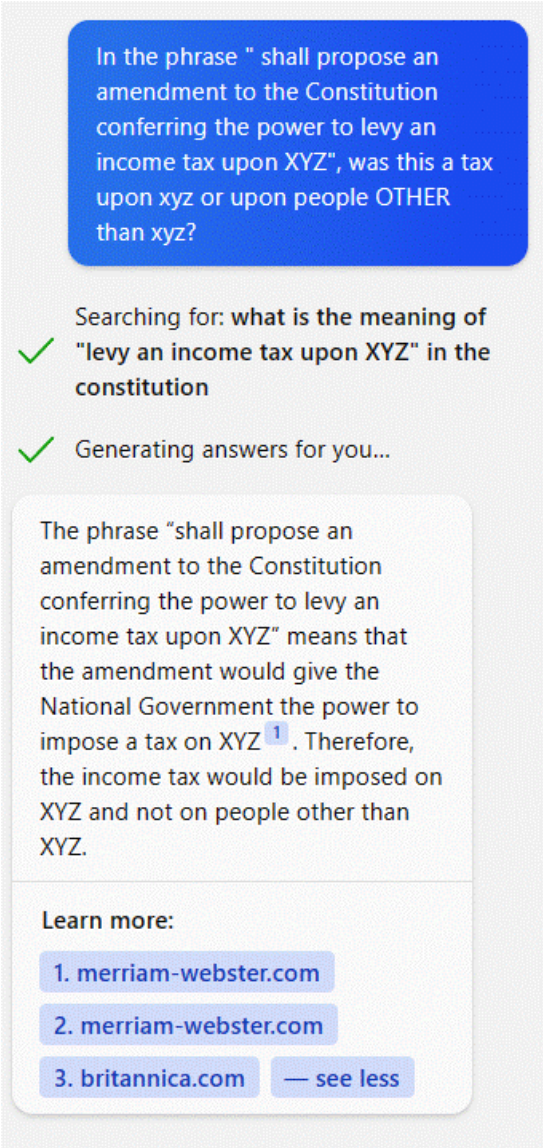 In the phrase " shall propose an
amendment to the Constitution
conferring the power to levy an
income tax upon XYZ", was this a tax
upon xyz or upon people OTHER
than xyz?
Searching for: what is the meaning of
"levy an income tax upon XYZ" in the
constitution
Generating answers for you...
The phrase “shall propose an
amendment to the Constitution
conferring the power to levy an
income tax upon XYZ” means that
the amendment would give the
National Government the power to
impose a tax on XYZ 1 . Therefore,
the income tax would be imposed on
XYZ and not on people other than
XYZ.
Learn more:
1. merriam-webster.com
2. merriam-webster.com
3. britannica.com — see less